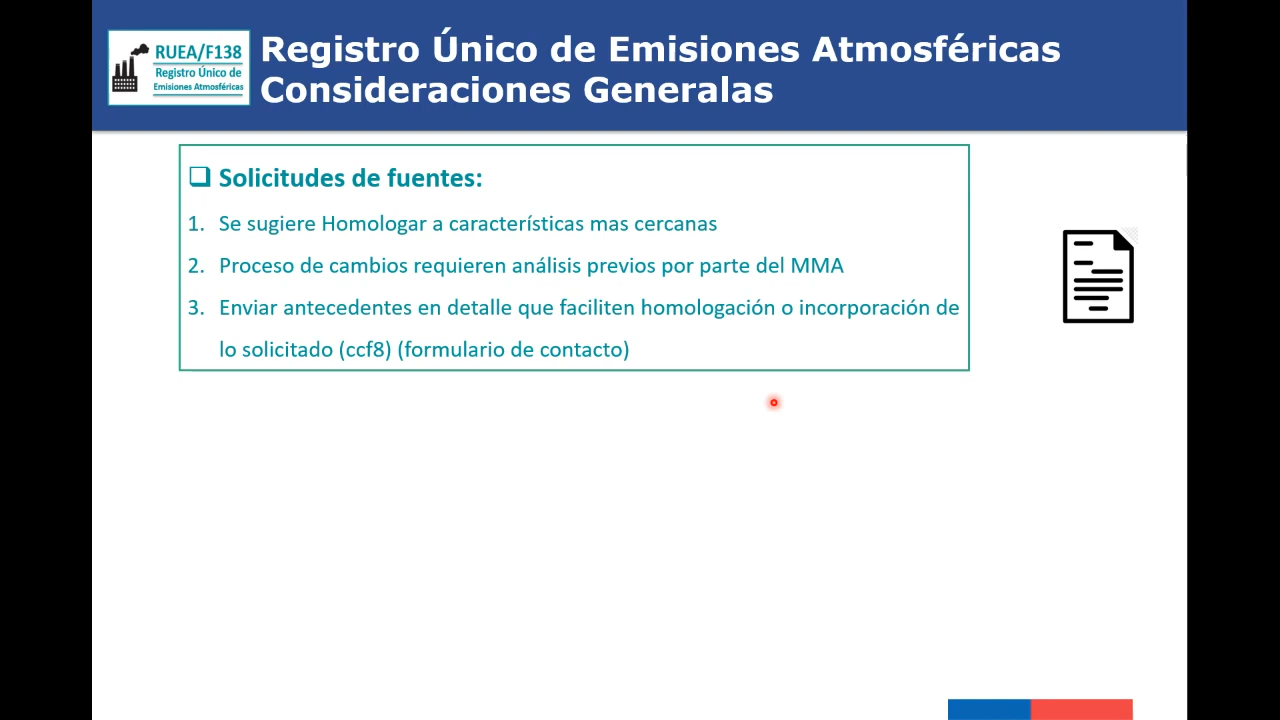 RUEA/F138
Registro Único de
Emisiones Atmosféricas
Registro Único de Emisiones Atmosféricas
Consideraciones Generalas
❑ Solicitudes de fuentes:
1. Se sugiere Homologar a características mas cercanas
2. Proceso de cambios requieren análisis previos por parte del MMA
3. Enviar antecedentes en detalle que faciliten homologación o incorporación de
lo solicitado (ccf8) (formulario de contacto)